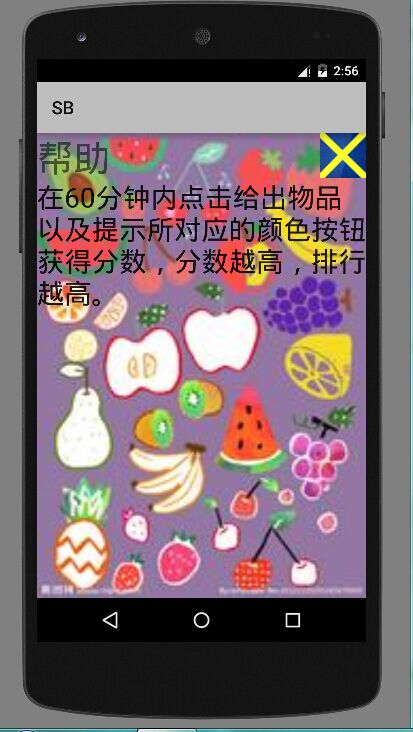 2:56
SB
帮助
在60分钟内点击给出物品
以及提示所对应的颜色按钮
获得分数，分数越高，排行
越高。